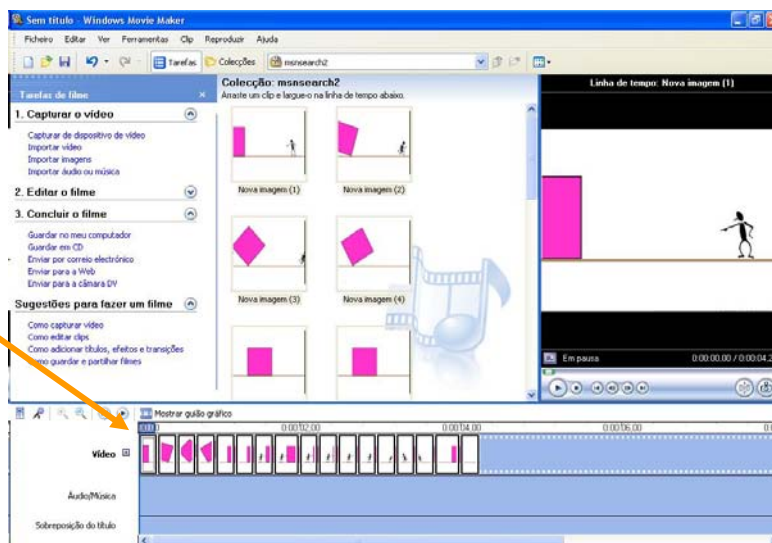 Sem título - Windows Movie Maker
Ficheiro Editar Ver Ferramentas Clip Reproduzir Ajuda
Tarefas Colecções msnsearch2
Tarefas de filme
1. Capturar o vídeo
Capturar de dispositivo de vídeo
Importar vídeo
Importar imagens
Importar áudio ou música
2. Editar o filme
3. Concluir o filme
Guardar no meu computador
Guardar em CD
Enviar por correio electrónico
Enviar para a Web
Enviar para a câmara DV
Sugestões para fazer um filme
Como capturar vídeo
Como editar clips
Como adicionar títulos, efeitos e transições
Como guardar e partilhar filmes
Colecção: msnsearch2
Arraste um clip e largue-o na linha de tempo abaixo.
Nova imagem (1) Nova imagem (2)
Nova imagem (3) Nova imagem (4)
Linha de tempo: Nova imagem (1)
Em pausa 0:00:00,00 / 0:00:04,2
Mostrar guião gráfico
0:00:02,00 0:00:04,00 0:00:06,00
Vídeo
Áudio/Música
Sobreposição do título